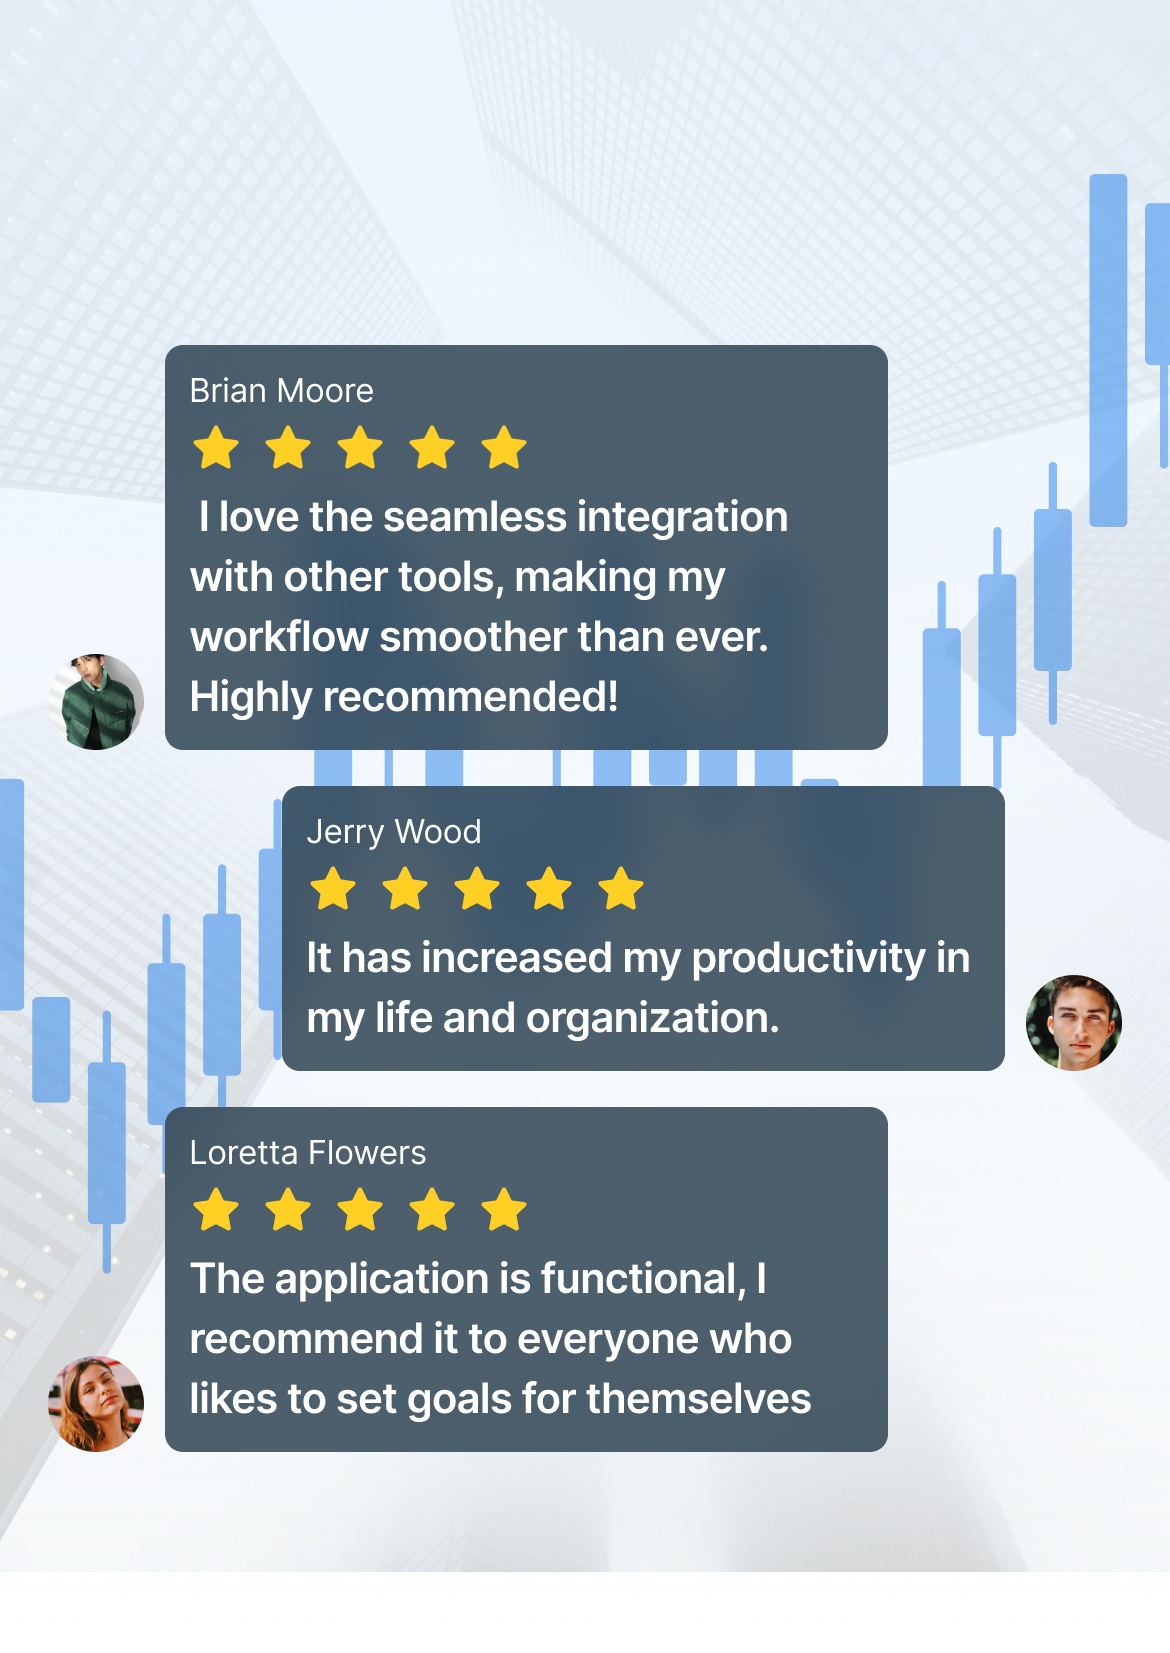 Brian Moore
I love the seamless integration
with other tools, making my
workflow smoother than ever.
Highly recommended!
Jerry Wood
It has increased my productivity in
my life and organization.
Loretta Flowers
The application is functional, I
recommend it to everyone who
likes to set goals for themselves